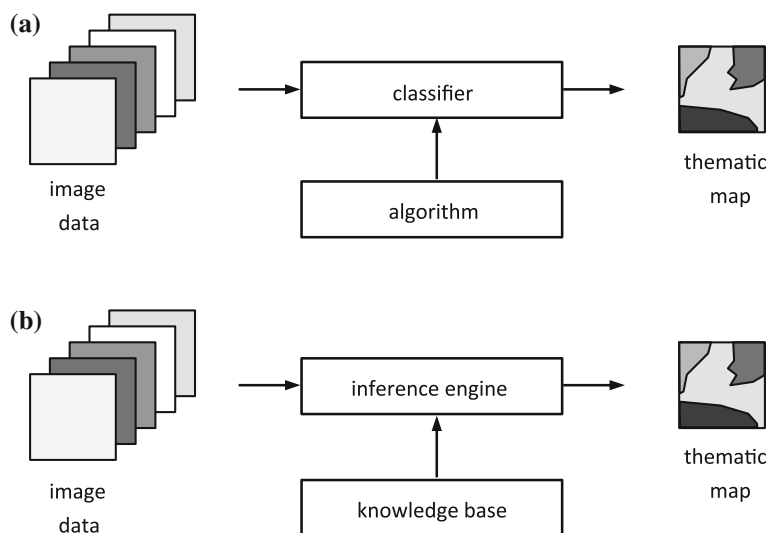 (a)
classifier
image
data
algorithm
thematic
map
(b)
inference engine
image
data
knowledge base
thematic
map